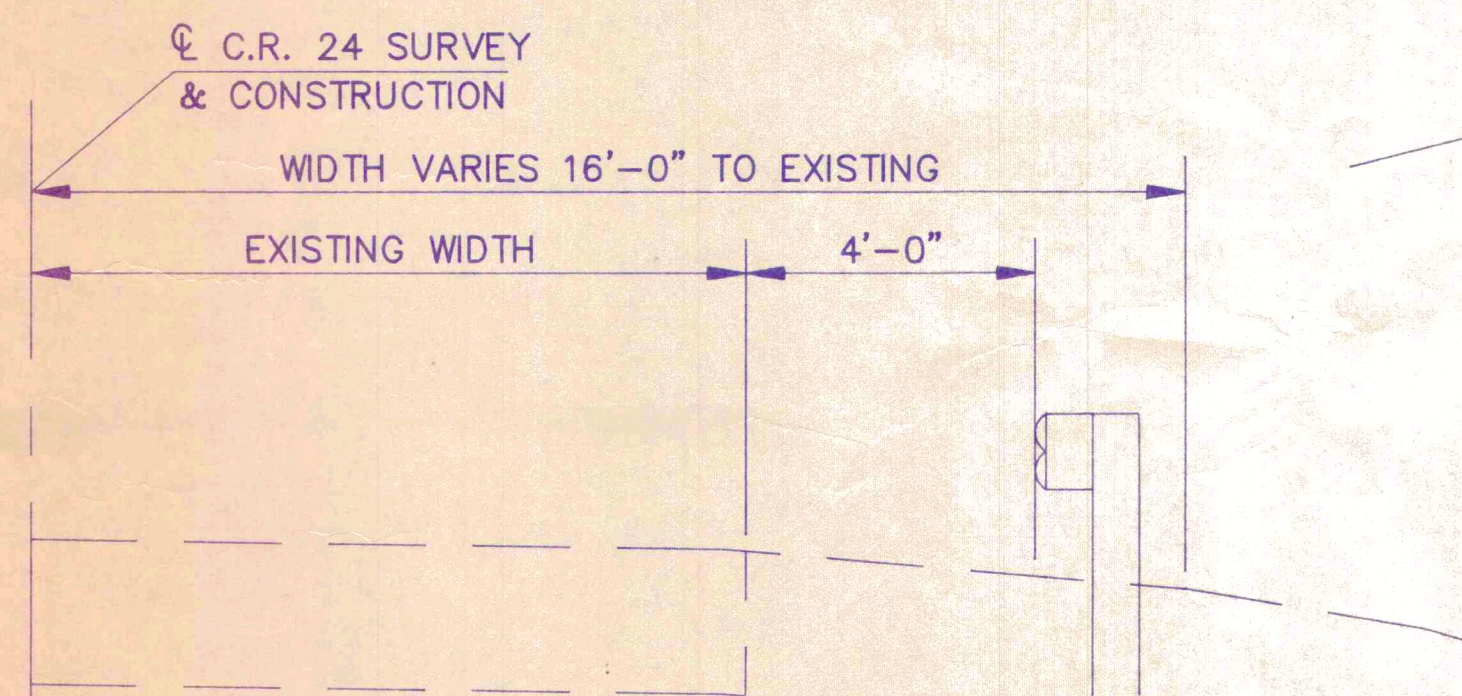 ℄ C.R. 24 SURVEY
& CONSTRUCTION
WIDTH VARIES 16'-0" TO EXISTING
EXISTING WIDTH
4'-0"